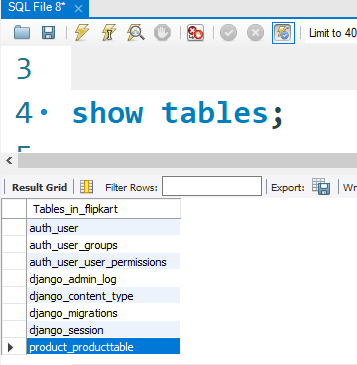 SQL File 8*
Limit to 40
3
4 show tables;
Result Grid Filter Rows: Export: Wr
Tables_in_flipkart
auth_user
auth_user_groups
auth_user_user_permissions
django_admin_log
django_content_type
django_migrations
django_session
product_producttable